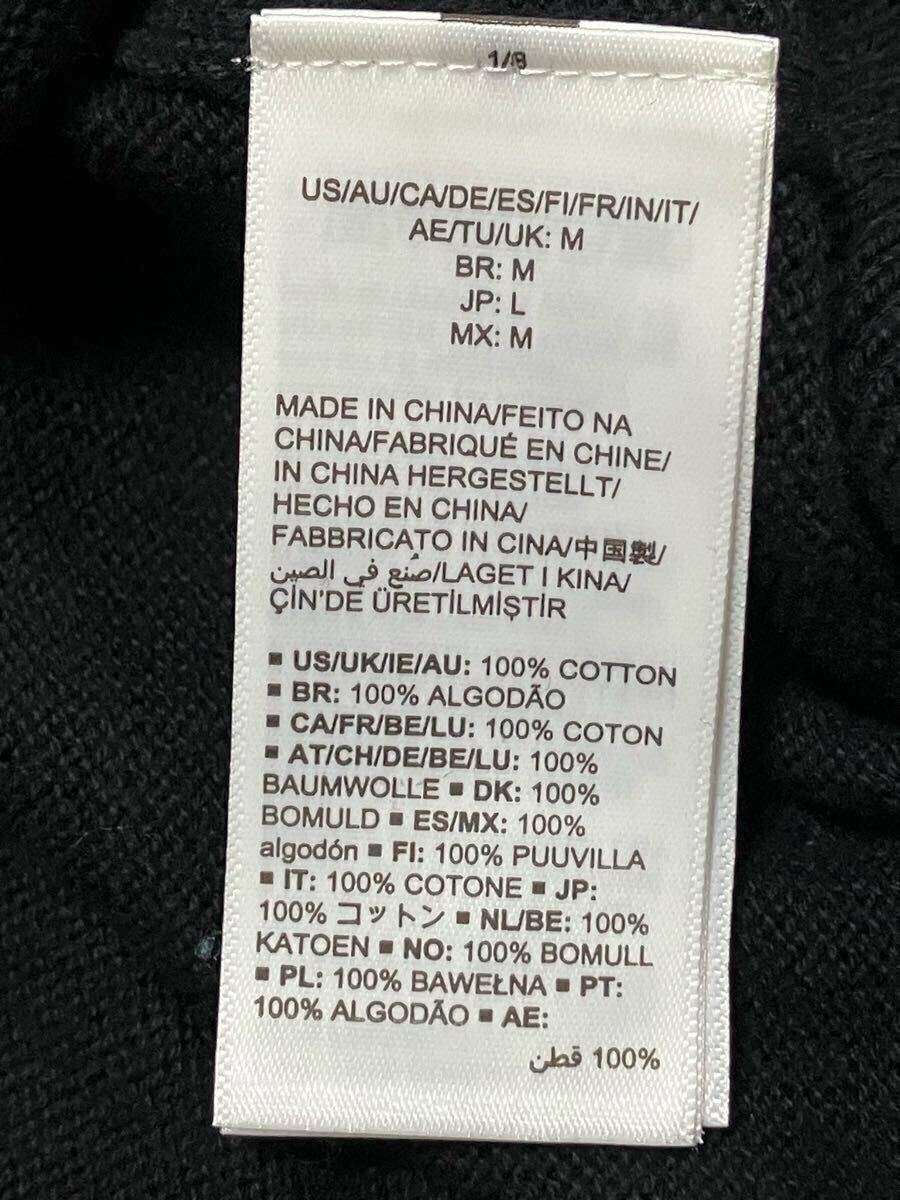 1/8
US/AU/CA/DE/ES/FI/FR/IN/IT/
AE/TU/UK: M
BR: M
JP: L
MX: M
MADE IN CHINA/FEITO NA
CHINA/FABRIQUÉ EN CHINE/
IN CHINA HERGESTELLT/
HECHO EN CHINA/
FABBRICATO IN CINA/中国製/
صُنع في الصين/LAGET I KINA/
ÇİN'DE ÜRETİLMİŞTİR
■ US/UK/IE/AU: 100% COTTON
■ BR: 100% ALGODÃO
■ CA/FR/BE/LU: 100% COTON
■ AT/CH/DE/BE/LU: 100%
BAUMWOLLE ■ DK: 100%
BOMULD ■ ES/MX: 100%
algodón ■ FI: 100% PUUVILLA
■ IT: 100% COTONE ■ JP:
100% コットン ■ NL/BE: 100%
KATOEN ■ NO: 100% BOMULL
■ PL: 100% BAWEŁNA ■ PT:
100% ALGODÃO ■ AE:
100% قطن